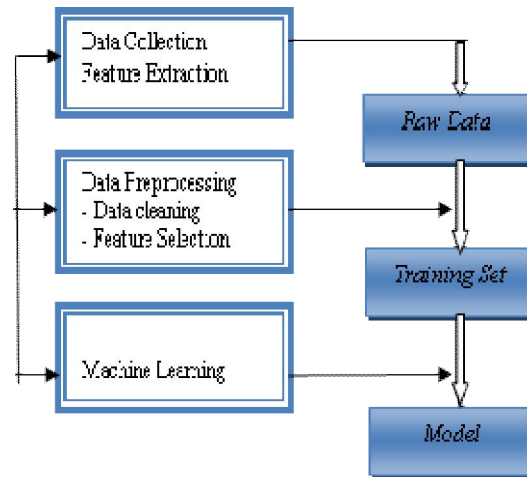 Data Collection
Feature Extraction
Raw Data
Data Preprocessing
- Data cleaning
- Feature Selection
Training Set
Machine Learning
Model